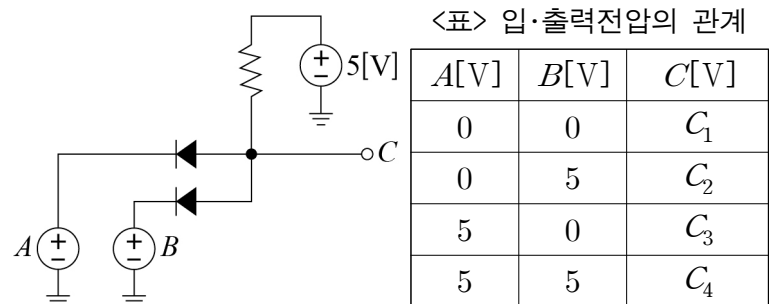 <표> 입·출력전압의 관계
5[V]
C
A
B
A[V] B[V] C[V]
0 0 C₁
0 5 C₂
5 0 C₃
5 5 C₄